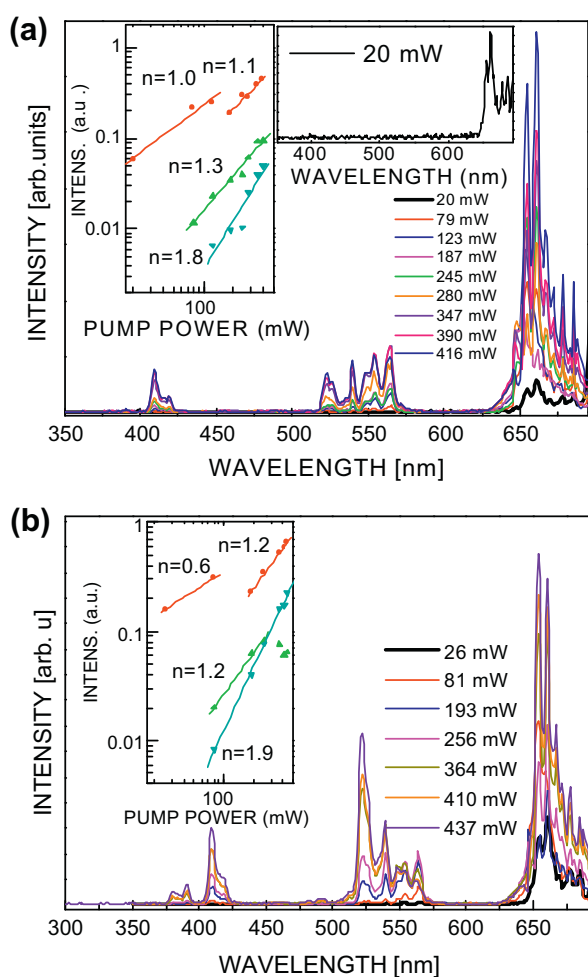 (a)
1
n=1.0
n=1.1
n=1.3
n=1.8
0.1
0.01
INTENS. (a.u.)
100
PUMP POWER (mW)
20 mW
400
500
600
WAVELENGTH (nm)
20 mW
79 mW
123 mW
187 mW
245 mW
280 mW
347 mW
390 mW
416 mW
INTENSITY [arb.units]
350
400
450
500
550
600
650
WAVELENGTH [nm]
(b)
1
n=0.6
n=1.2
n=1.2
n=1.9
0.1
0.01
INTENS. (a.u.)
100
PUMP POWER (mW)
26 mW
81 mW
193 mW
256 mW
364 mW
410 mW
437 mW
INTENSITY [arb. u]
300
350
400
450
500
550
600
650
WAVELENGTH [nm]